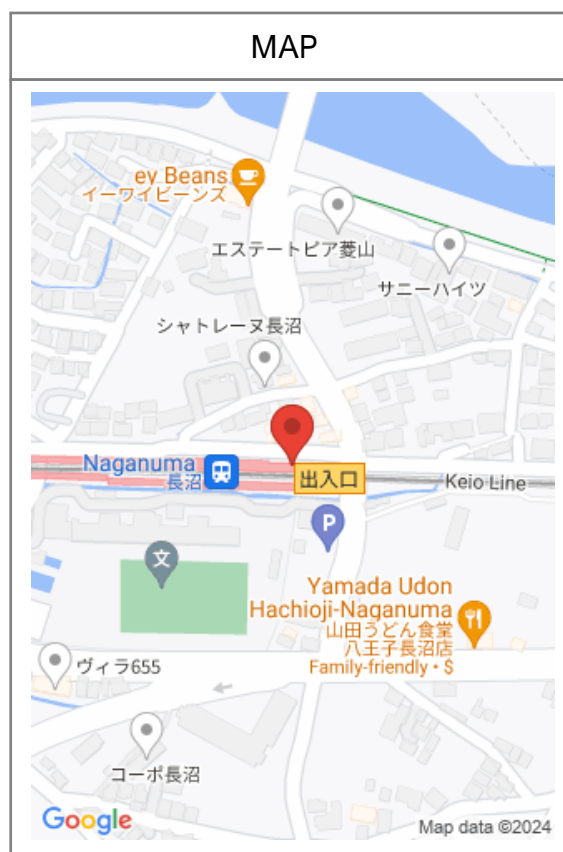 MAP
ey Beans
イーワイビーンズ
エステートピア菱山
サニーハイツ
シャトレーヌ長沼
Naganuma
長沼
出入口
Keio Line
P
文
Yamada Udon
Hachioji-Naganuma
山田うどん食堂
八王子長沼店
Family-friendly • $
ヴィラ655
コーポ長沼
Google
Map data ©2024